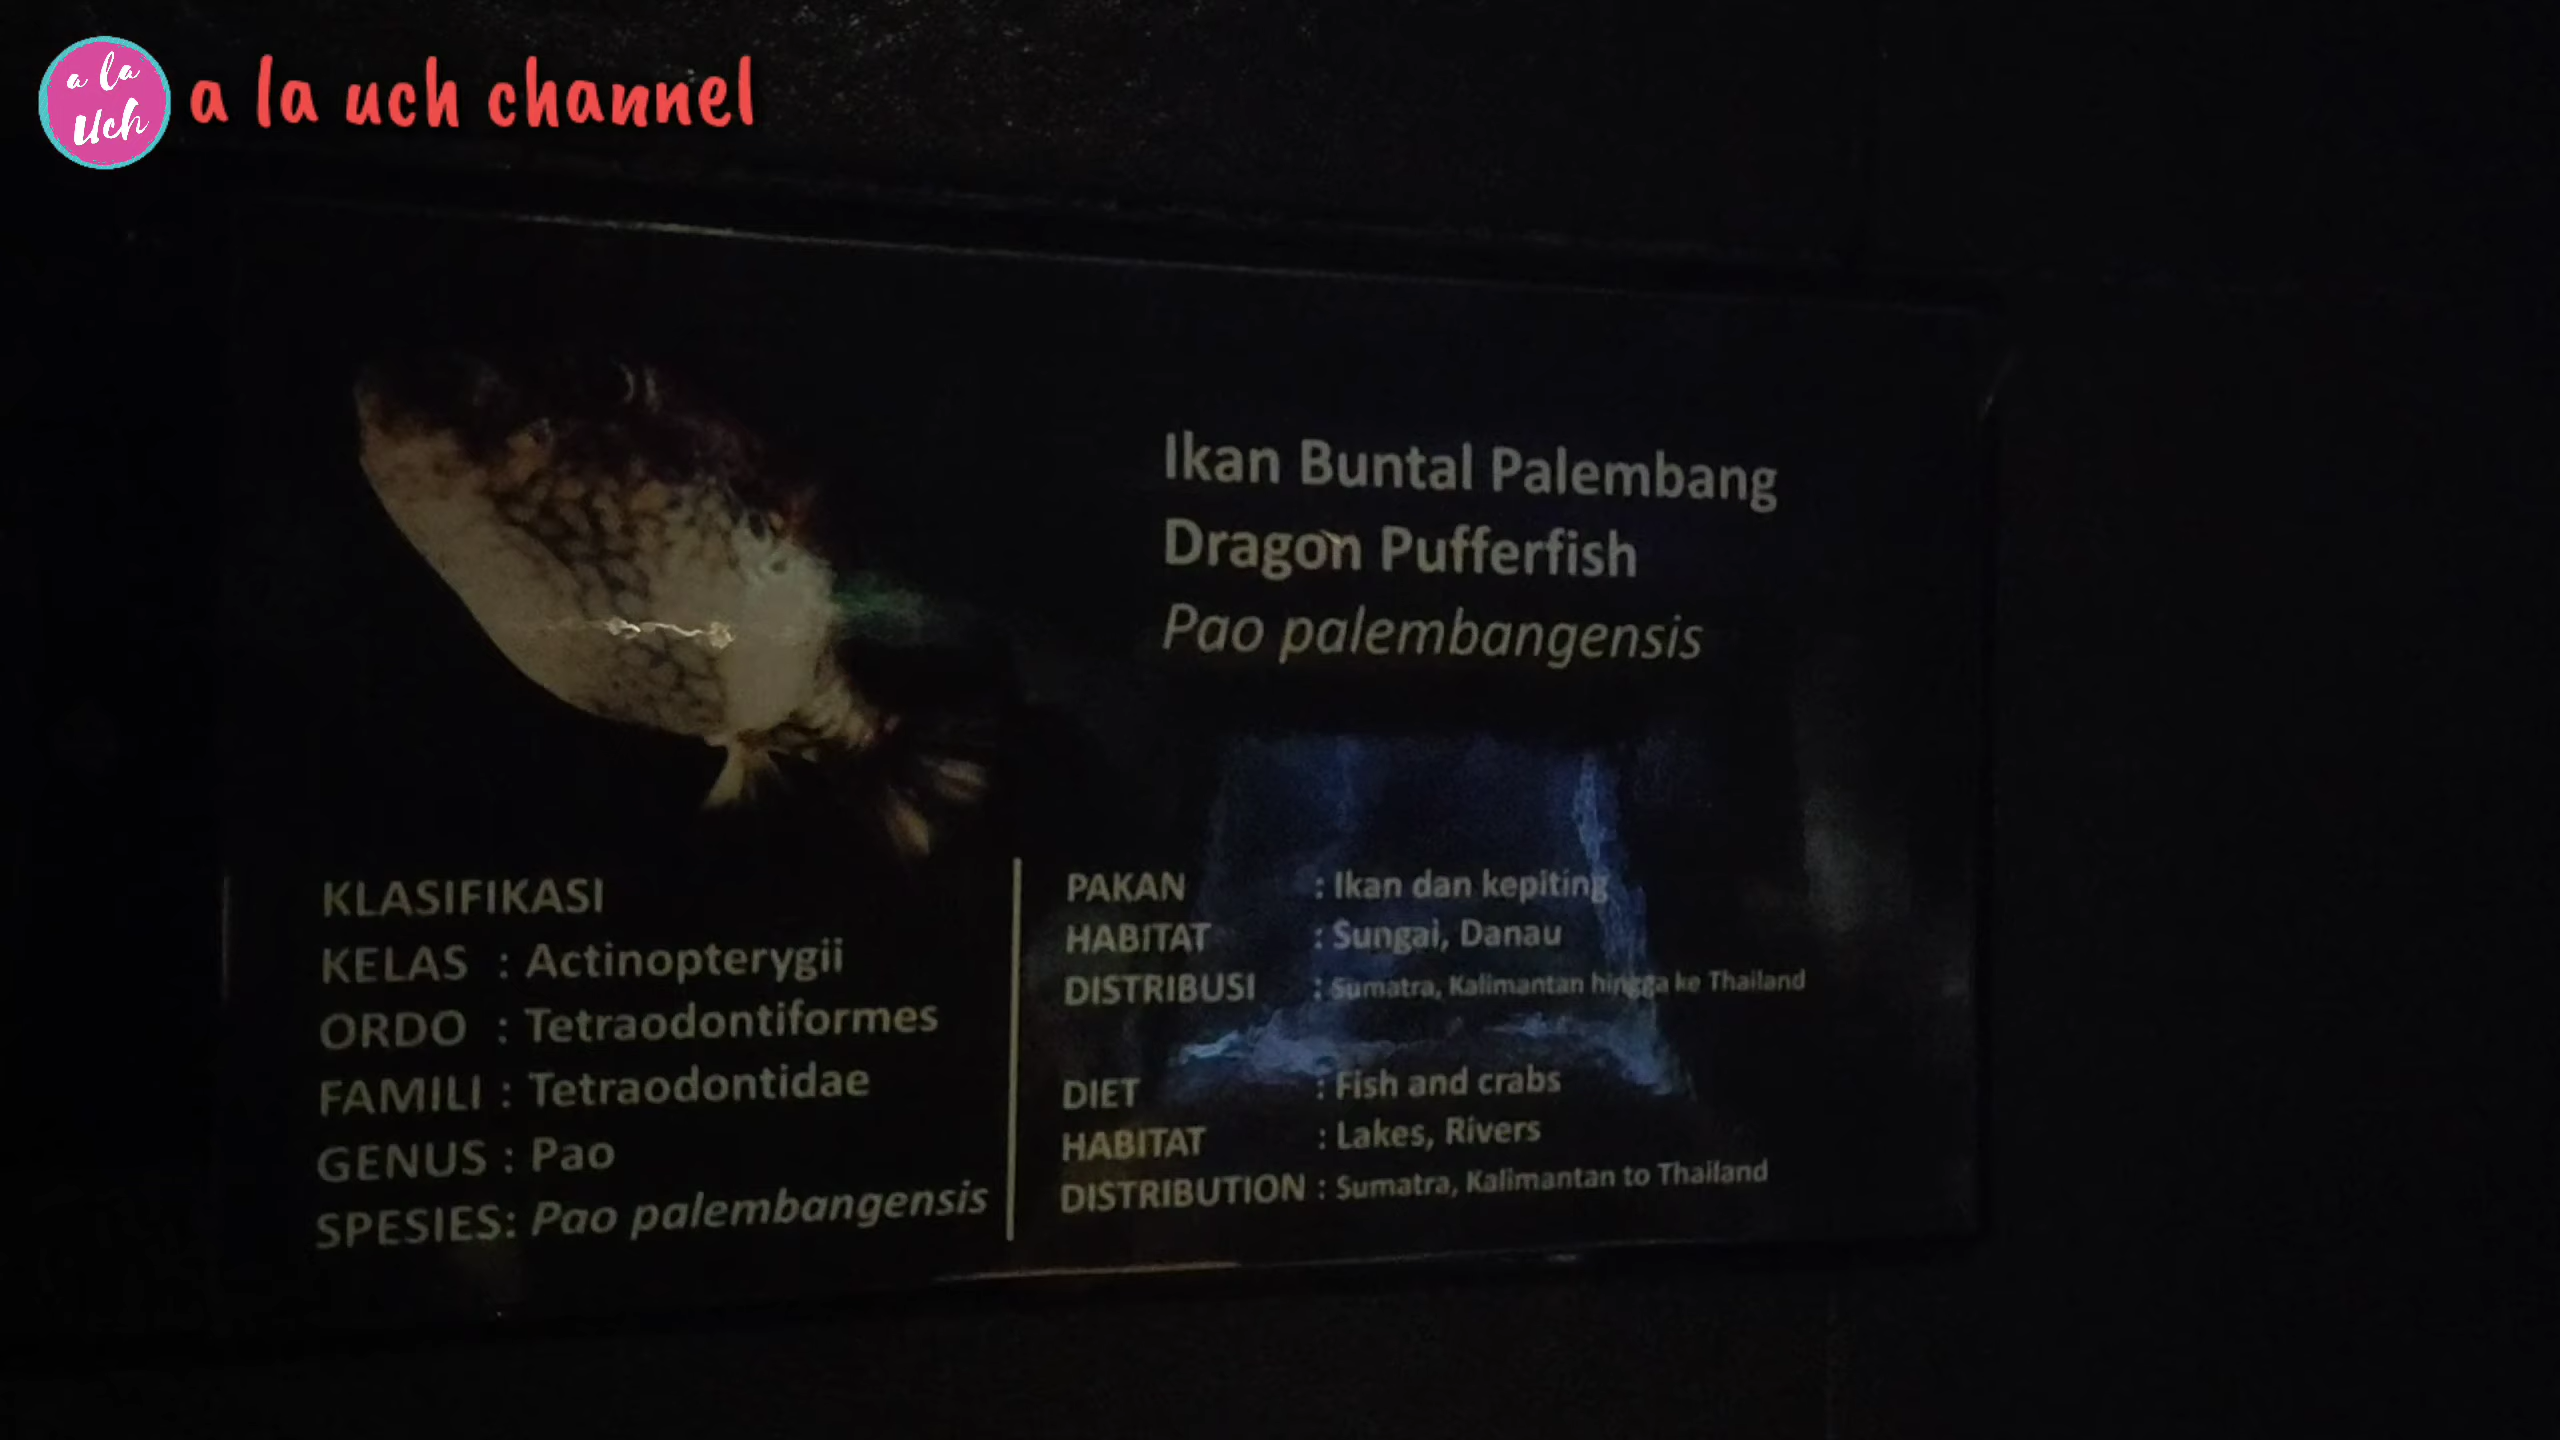 a la
uch
a la uch channel
Ikan Buntal Palembang
Dragon Pufferfish
Pao palembangensis
KLASIFIKASI
KELAS : Actinopterygii
ORDO : Tetraodontiformes
FAMILI : Tetraodontidae
GENUS : Pao
SPESIES: Pao palembangensis
PAKAN : Ikan dan kepiting
HABITAT : Sungai, Danau
DISTRIBUSI : Sumatra, Kalimantan hingga ke Thailand
DIET : Fish and crabs
HABITAT : Lakes, Rivers
DISTRIBUTION : Sumatra, Kalimantan to Thailand